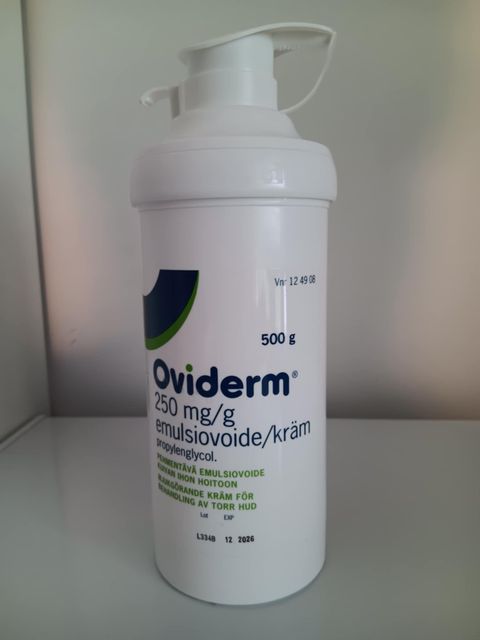 Vnr 12 49 08
500 g
Oviderm®
250 mg/g
emulsiovoide/kräm
propylenglycol.
PEHMENTÄVÄ EMULSIOVOIDE
KUIVAN IHON HOITOON
MJUKGÖRANDE KRÄM FÖR
BEHANDLING AV TORR HUD
Lot EXP
L334B 12 2026